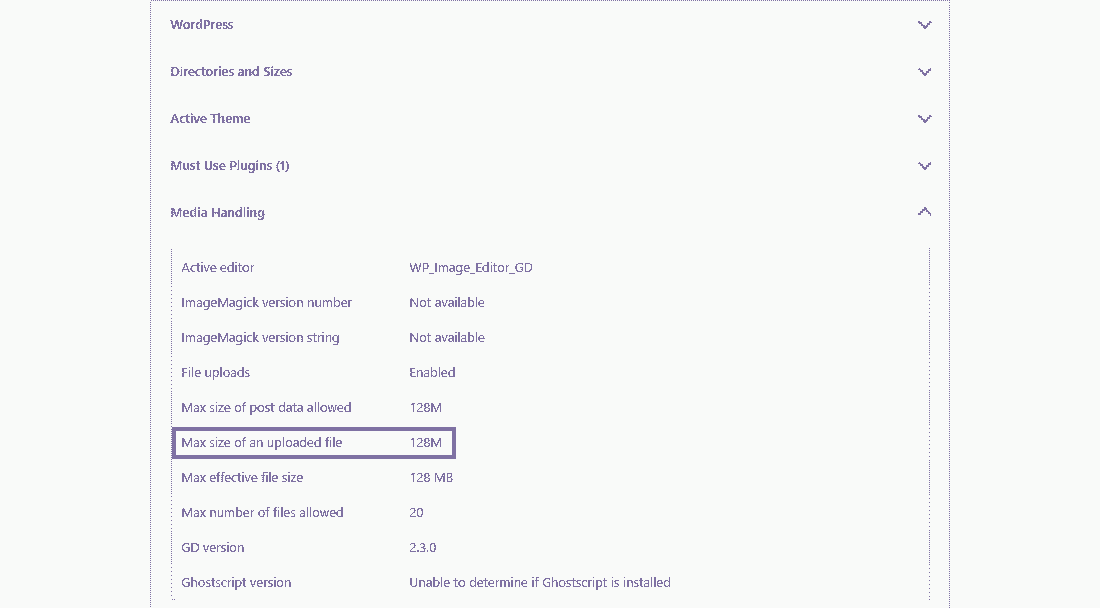 WordPress
Directories and Sizes
Active Theme
Must Use Plugins (1)
Media Handling
Active editor WP_Image_Editor_GD
ImageMagick version number Not available
ImageMagick version string Not available
File uploads Enabled
Max size of post data allowed 128M
Max size of an uploaded file 128M
Max effective file size 128 MB
Max number of files allowed 20
GD version 2.3.0
Ghostscript version Unable to determine if Ghostscript is installed